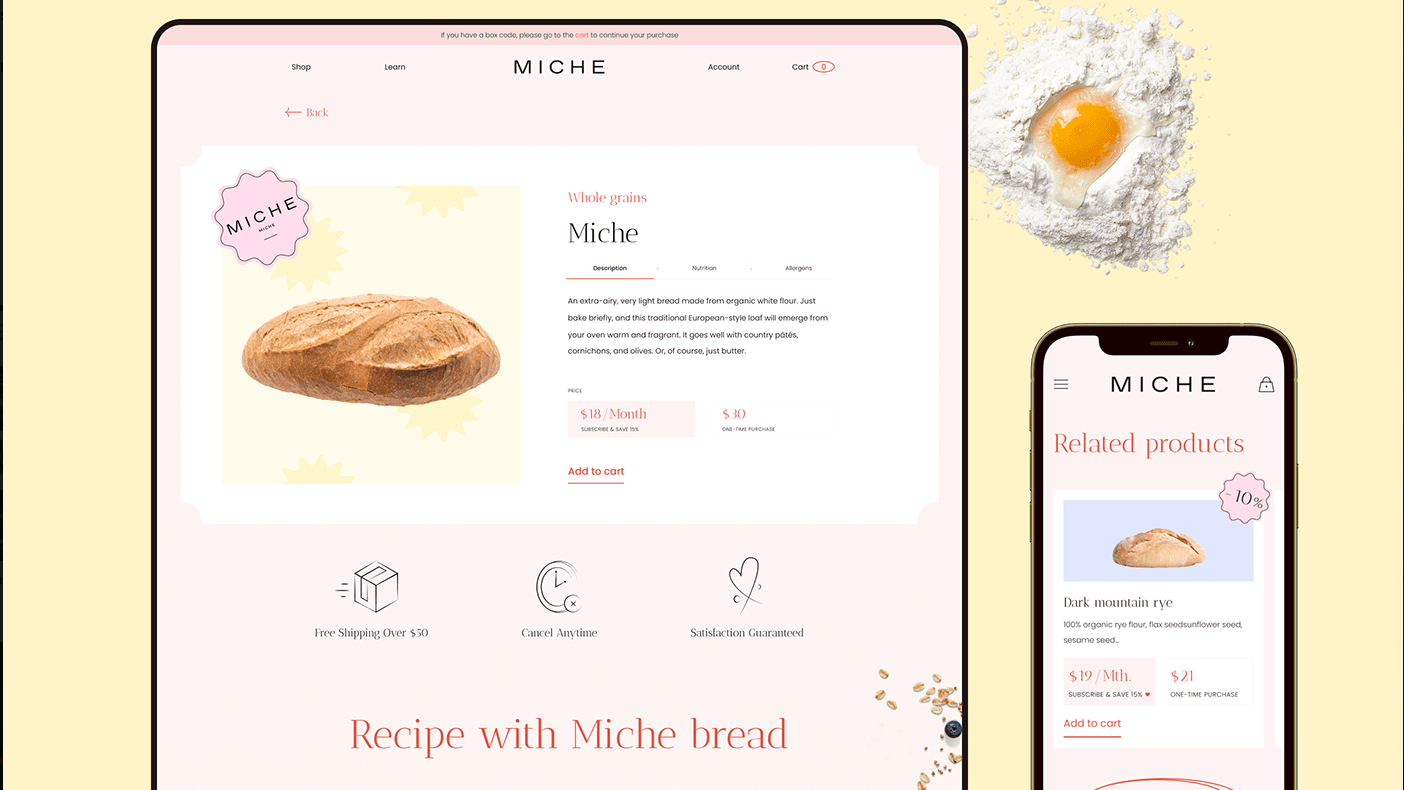 If you have a box code, please go to the cart to continue your purchase
Shop
Learn
MICHE
Account
Cart 0
Back
MICHE
MICHE
Whole grains
Miche
Description
Nutrition
Allergons
An extra-airy, very light bread made from organic white flour. Just
bake briefly, and this traditional European-style loaf will emerge from
your oven warm and fragrant. It goes well with country pâtés,
cornichons, and olives. Or, of course, just butter.
PRICE
$18/Month
SUBSCRIBE & SAVE 15%
$30
ONE-TIME PURCHASE
Add to cart
Free Shipping Over $50
Cancel Anytime
Satisfaction Guaranteed
Recipe with Miche bread
MICHE
Related products
-10%
Dark mountain rye
100% organic rye flour, flax seedsunflower seed,
sesame seed...
$19/Mth.
SUBSCRIBE & SAVE 15% ♥
$21
ONE-TIME PURCHASE
Add to cart